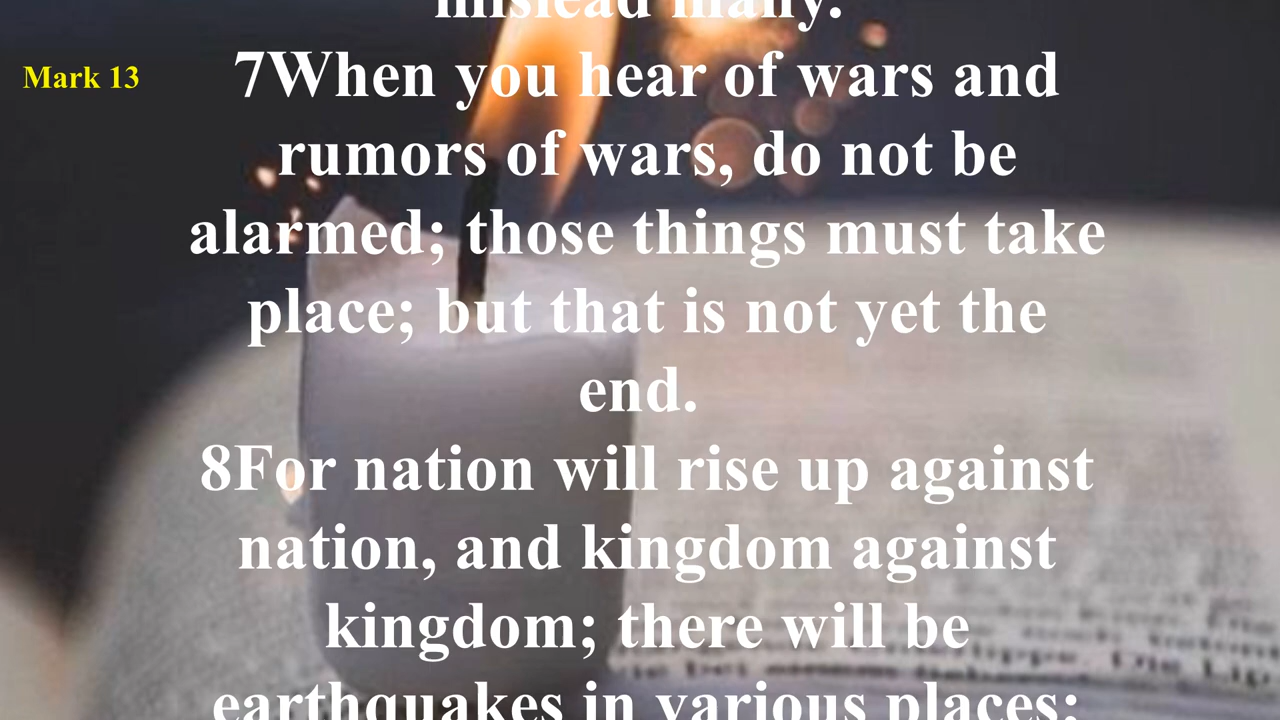 mislead many.
Mark 13
7When you hear of wars and
rumors of wars, do not be
alarmed; those things must take
place; but that is not yet the
end.
8For nation will rise up against
nation, and kingdom against
kingdom; there will be
earthquakes in various places;